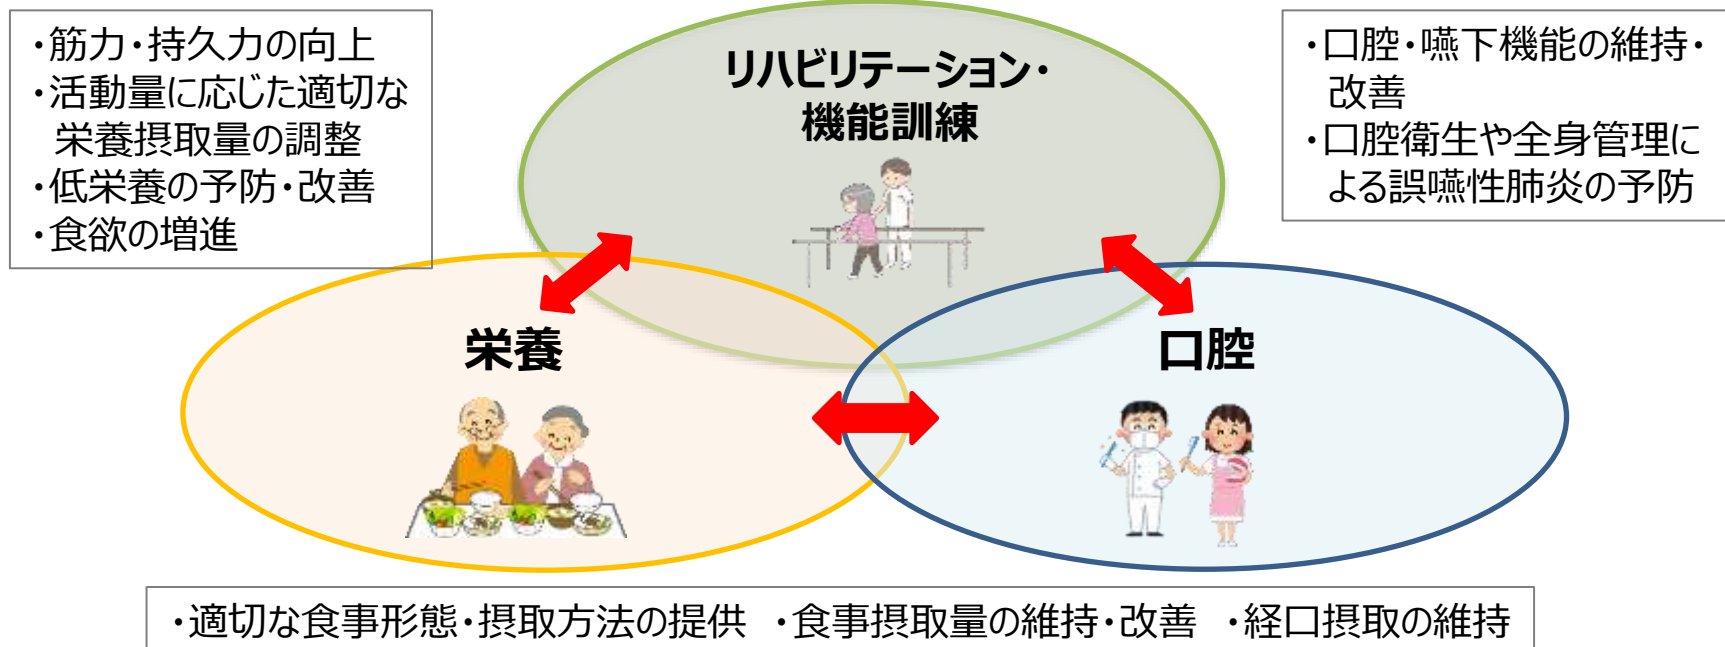 ・筋力・持久力の向上
・活動量に応じた適切な
栄養摂取量の調整
・低栄養の予防・改善
・食欲の増進
リハビリテーション・
機能訓練
・口腔・嚥下機能の維持・
改善
・口腔衛生や全身管理に
よる誤嚥性肺炎の予防
栄養
口腔
・適切な食事形態・摂取方法の提供 ・食事摂取量の維持・改善 ・経口摂取の維持